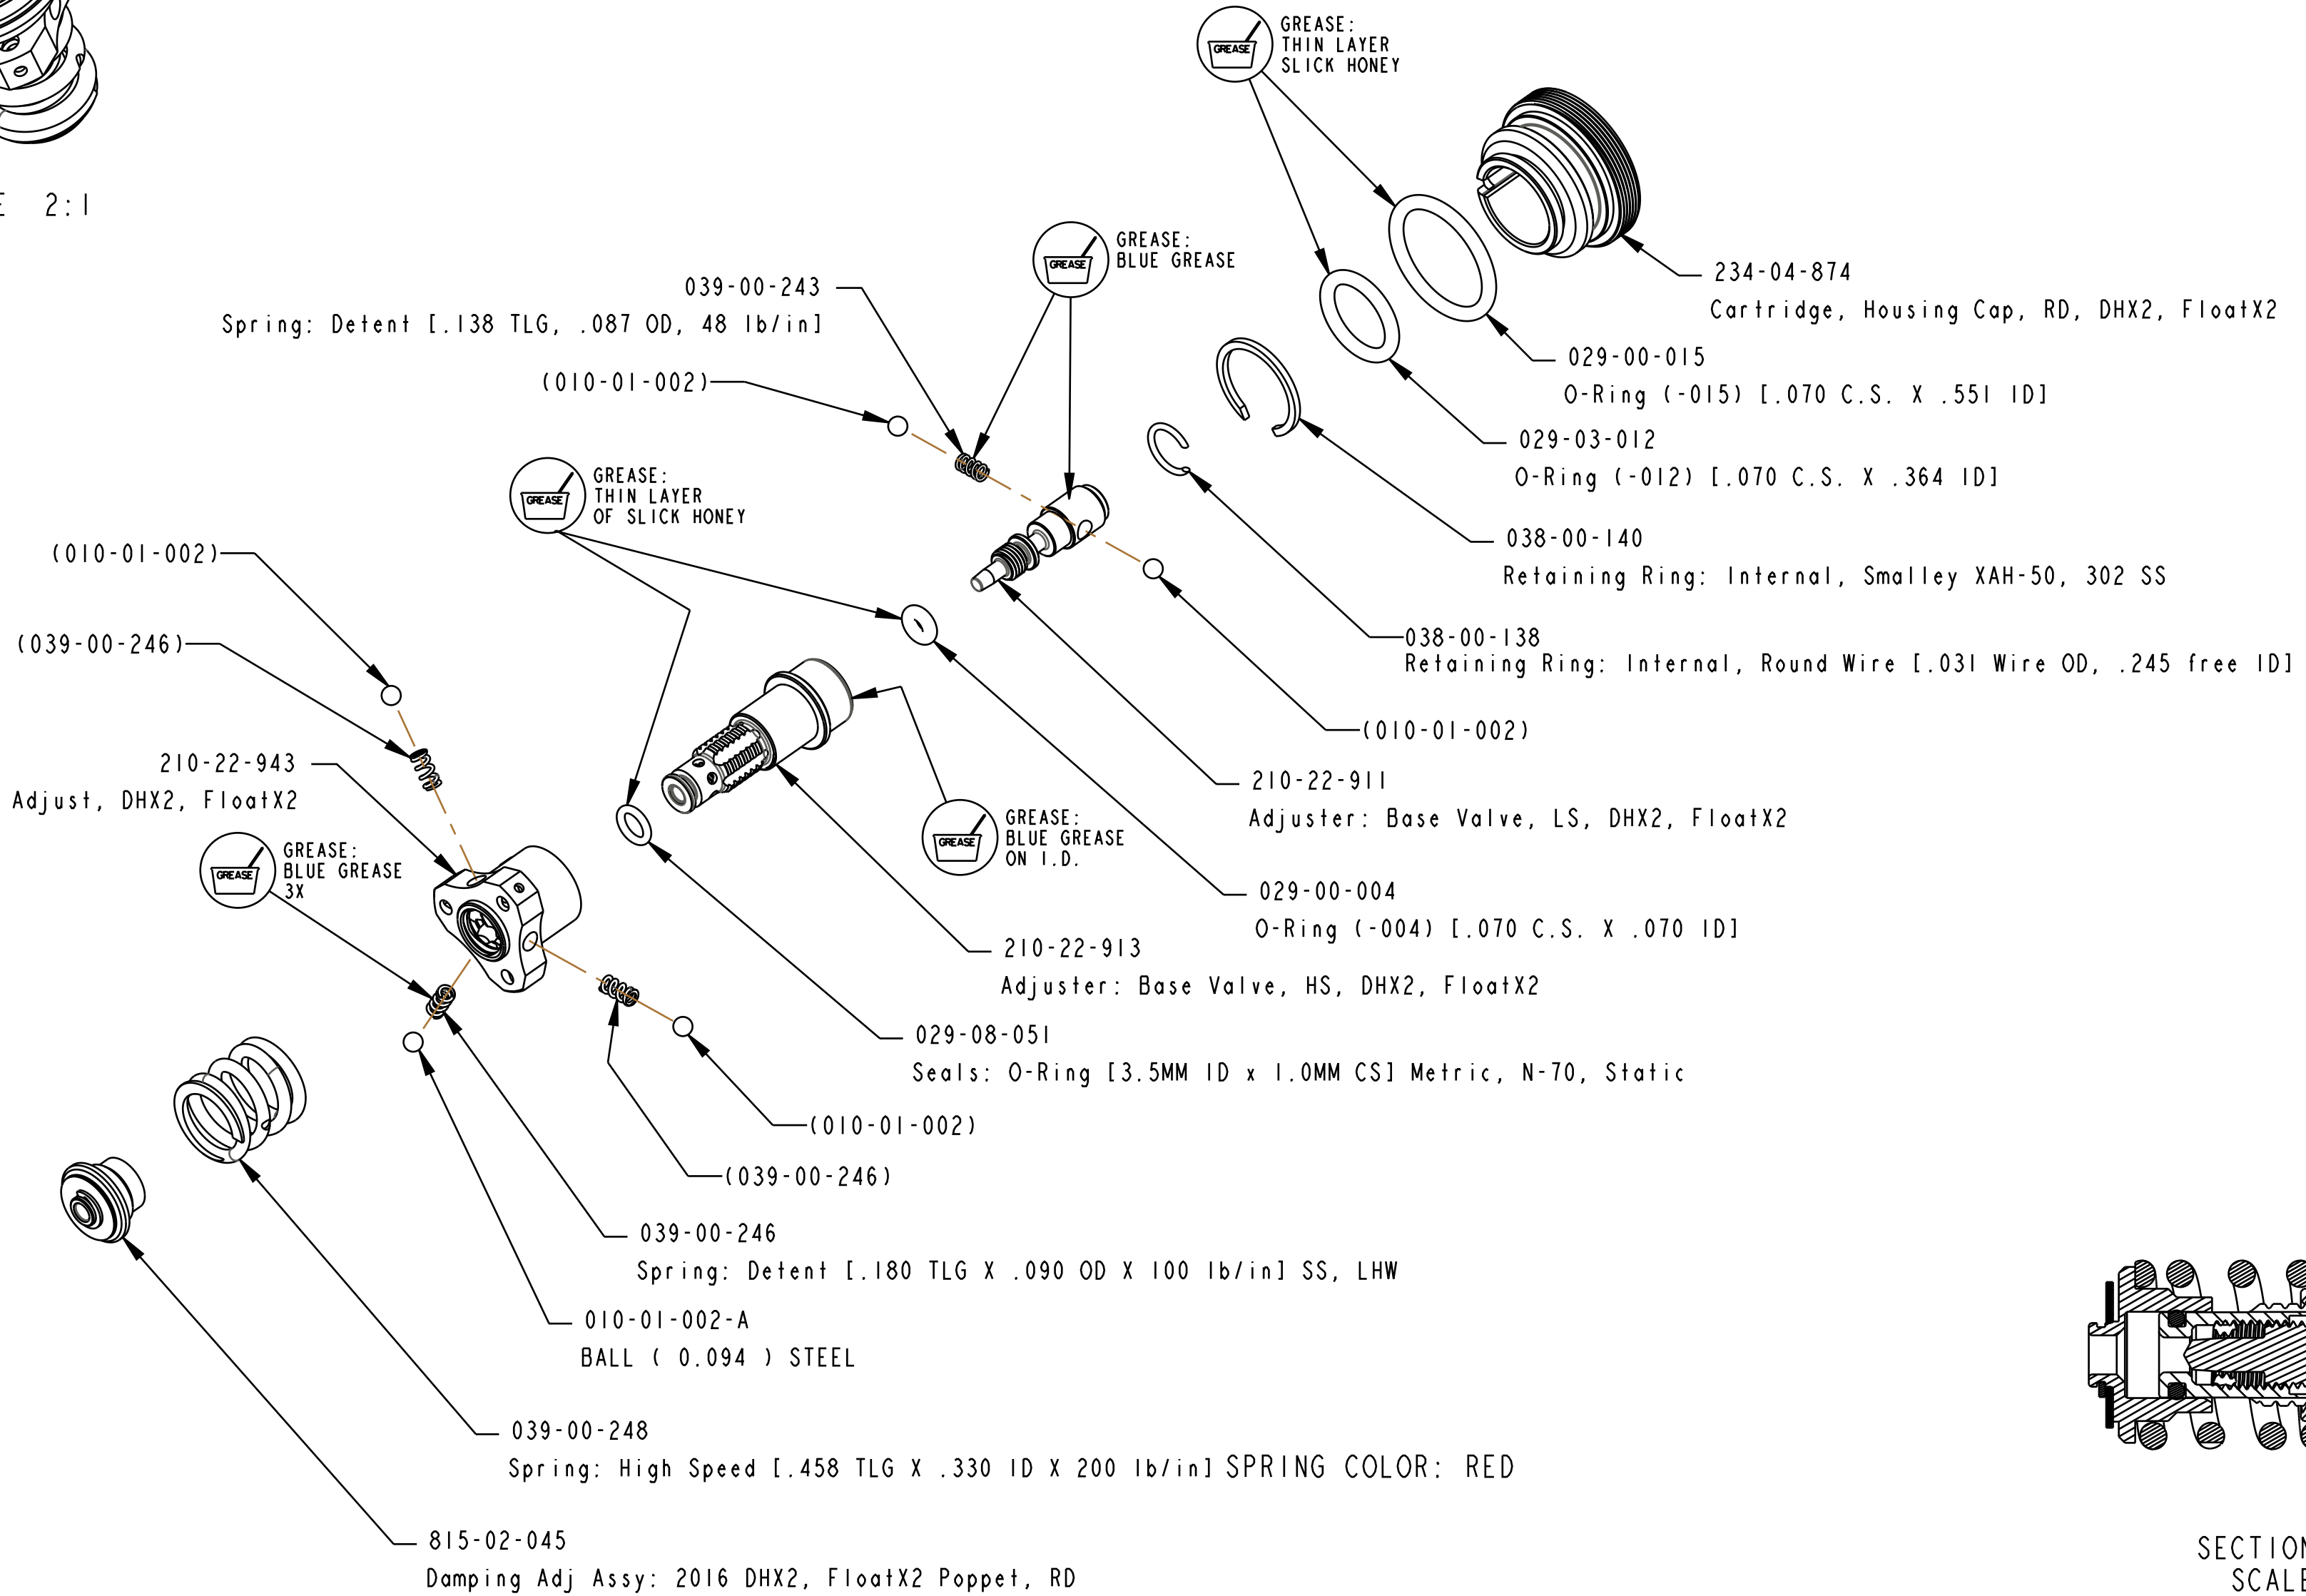 GREASE:
THIN LAYER
SLICK HONEY
GREASE
E 2:1
GREASE:
BLUE GREASE
GREASE
234-04-874
Cartridge, Housing Cap, RD, DHX2, FloatX2
039-00-243
Spring: Detent [.138 TLG, .087 OD, 48 lb/in]
029-00-015
O-Ring (-015) [.070 C.S. X .551 ID]
(010-01-002)
029-03-012
O-Ring (-012) [.070 C.S. X .364 ID]
GREASE:
THIN LAYER
OF SLICK HONEY
GREASE
038-00-140
Retaining Ring: Internal, Smalley XAH-50, 302 SS
(010-01-002)
038-00-138
Retaining Ring: Internal, Round Wire [.031 Wire OD, .245 free ID]
(039-00-246)
(010-01-002)
210-22-943
Adjust, DHX2, FloatX2
210-22-911
Adjuster: Base Valve, LS, DHX2, FloatX2
GREASE:
BLUE GREASE
ON I.D.
GREASE
GREASE:
BLUE GREASE
3X
GREASE
029-00-004
O-Ring (-004) [.070 C.S. X .070 ID]
210-22-913
Adjuster: Base Valve, HS, DHX2, FloatX2
029-08-051
Seals: O-Ring [3.5MM ID x 1.0MM CS] Metric, N-70, Static
(010-01-002)
(039-00-246)
039-00-246
Spring: Detent [.180 TLG X .090 OD X 100 lb/in] SS, LHW
010-01-002-A
BALL ( 0.094 ) STEEL
039-00-248
Spring: High Speed [.458 TLG X .330 ID X 200 lb/in] SPRING COLOR: RED
815-02-045
Damping Adj Assy: 2016 DHX2, FloatX2 Poppet, RD
SECTION
SCALE